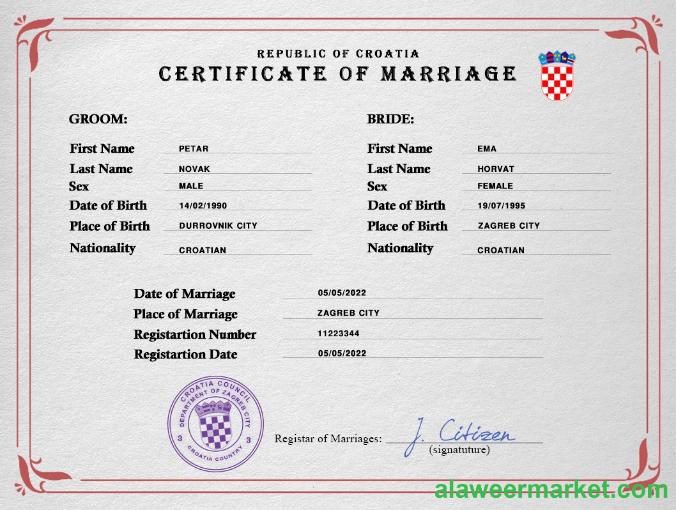 REPUBLIC OF CROATIA
CERTIFICATE OF MARRIAGE
GROOM: BRIDE:
First Name PETAR First Name EMA
Last Name NOVAK Last Name HORVAT
Sex MALE Sex FEMALE
Date of Birth 14/02/1990 Date of Birth 19/07/1995
Place of Birth DURROVNIK CITY Place of Birth ZAGREB CITY
Nationality CROATIAN Nationality CROATIAN
Date of Marriage 05/05/2022
Place of Marriage ZAGREB CITY
Registartion Number 11223344
Registartion Date 05/05/2022
CROATIA COUNCIL
DEPARTMENT OF ZAGREB CITY
3 3
CROATIA COUNTRY
Registar of Marriages: J. Citizen
(signatuture)
alaweermarket.com